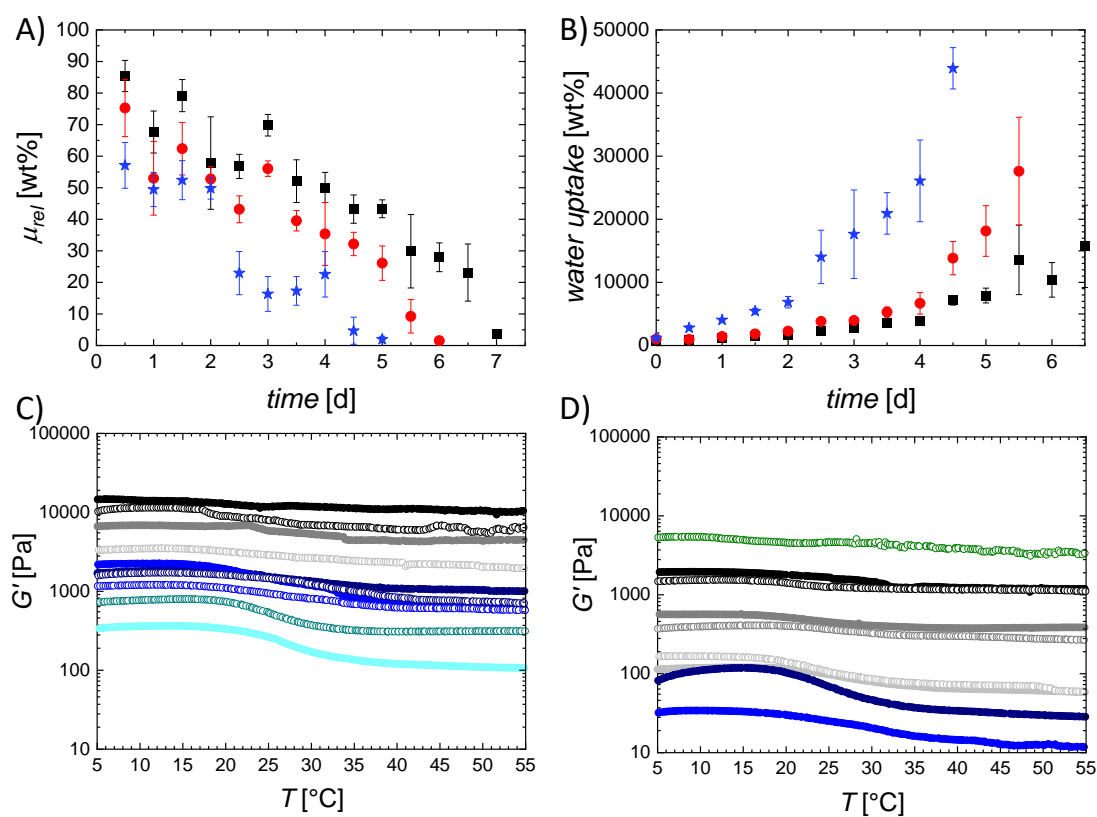 A)
100
90
80
70
60
50
40
30
20
10
0
μrel [wt%]
0 1 2 3 4 5 6 7
time [d]
B)
50000
40000
30000
20000
10000
0
water uptake [wt%]
0 1 2 3 4 5 6
time [d]
C)
100000
10000
1000
100
10
G' [Pa]
5 10 15 20 25 30 35 40 45 50 55
T [°C]
D)
100000
10000
1000
100
10
G' [Pa]
5 10 15 20 25 30 35 40 45 50 55
T [°C]